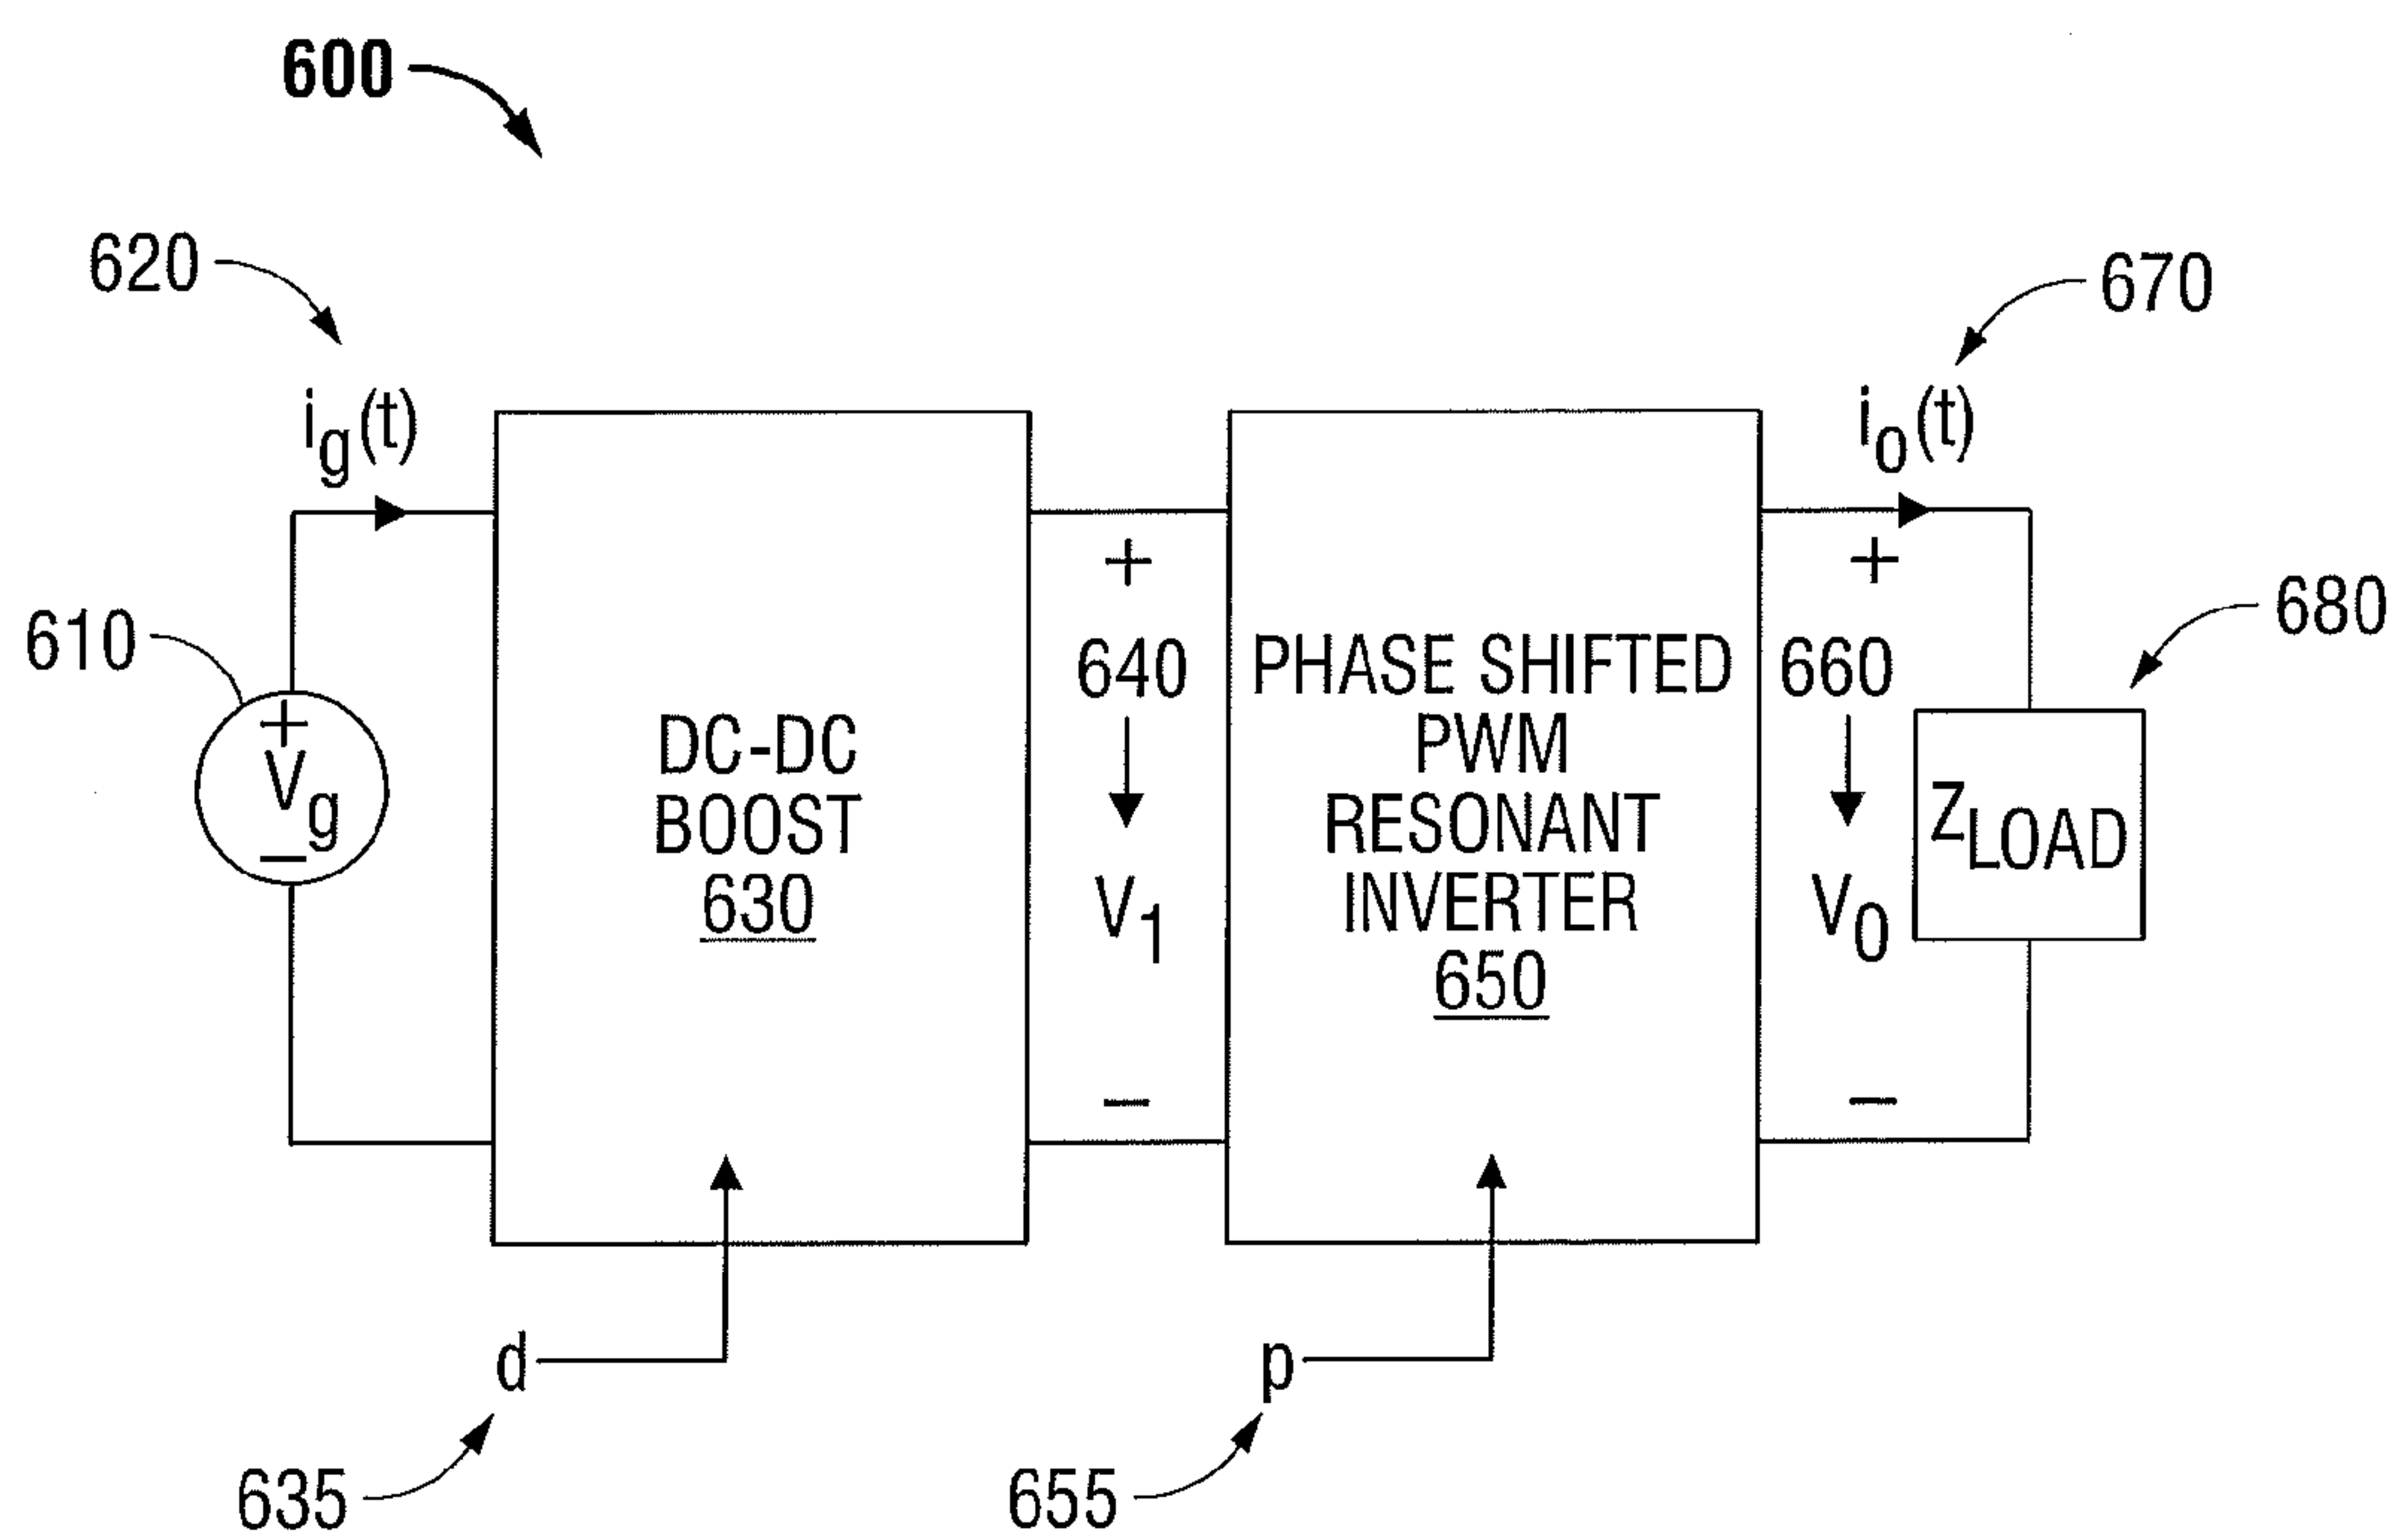 600
620
670
i_g(t)
i_o(t)
610
+
V_g
−
DC-DC
BOOST
630
+
640
V_1
−
PHASE SHIFTED
PWM
RESONANT
INVERTER
650
+
660
V_0
−
680
Z_LOAD
d
635
p
655